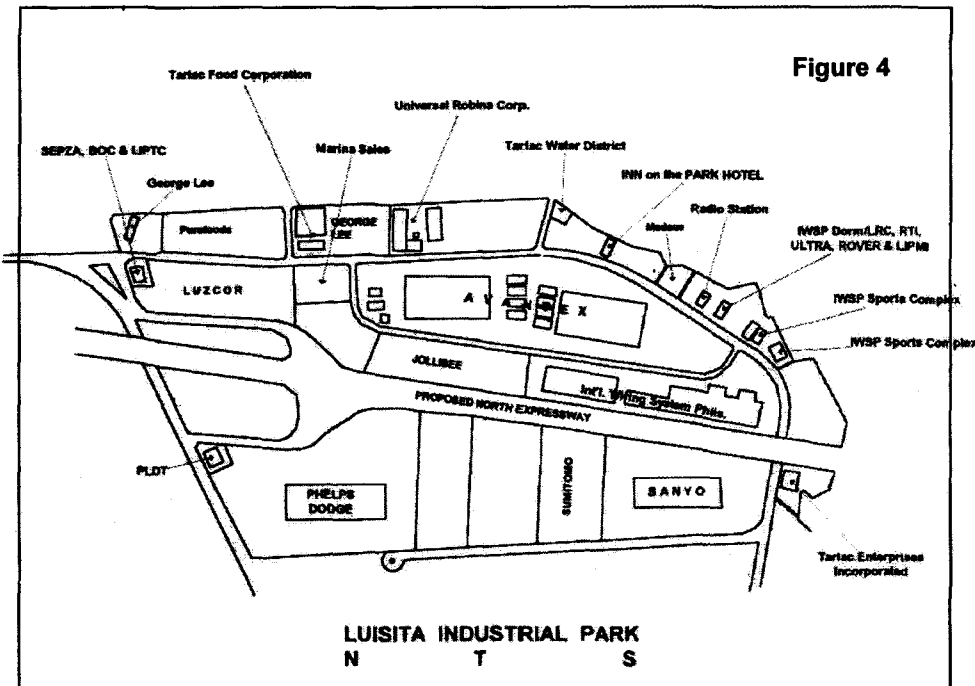 Figure 4
Tarlac Food Corporation
Universal Robina Corp.
SEPZA, BOC & LIPTC
Marina Sales
Tarlac Water District
George Lee
INN on the PARK HOTEL
Radio Station
Purefoods
GEORGE
LEE
IWSP Dorm/LRC, RTI,
ULTRA, ROVER & LIPMI
LUZCOR
IWSP Sports Complex
IWSP Sports Complex
JOLLIBEE
Int'l. Wiring System Phils.
PROPOSED NORTH EXPRESSWAY
PLDT
PHELPS
DODGE
SUMITOMO
SANYO
Tarlac Enterprises
Incorporated
LUISITA INDUSTRIAL PARK
N T S